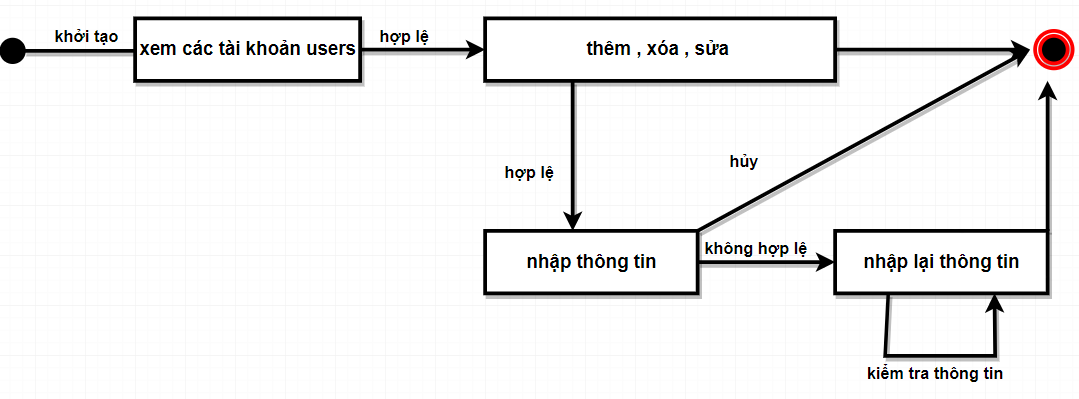 khởi tạo
xem các tài khoản users
hợp lệ
thêm , xóa , sửa
hợp lệ
hủy
nhập thông tin
không hợp lệ
nhập lại thông tin
kiểm tra thông tin